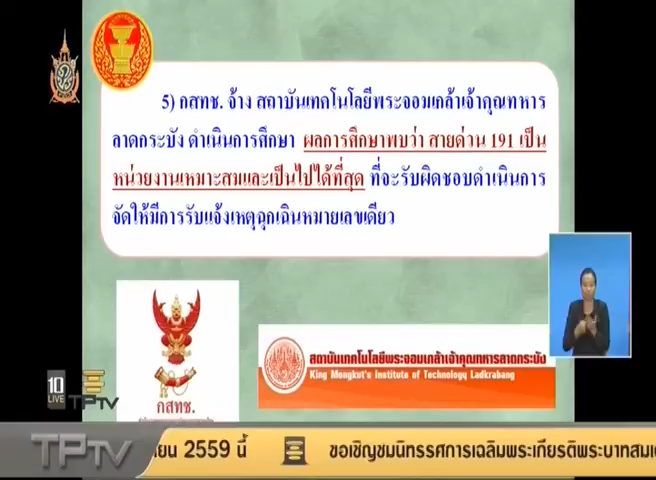 5) กสทช. จ้าง สถาบันเทคโนโลยีพระจอมเกล้าเจ้าคุณทหาร
ลาดกระบัง ดำเนินการศึกษา ผลการศึกษาพบว่า สายด่วน 191 เป็น
หน่วยงานเหมาะสมและเป็นไปได้ที่สุด ที่จะรับผิดชอบดำเนินการ
จัดให้มีการรับแจ้งเหตุฉุกเฉินหมายเลขเดียว
กสทช.
สถาบันเทคโนโลยีพระจอมเกล้าเจ้าคุณทหารลาดกระบัง
King Mongkut's Institute of Technology Ladkrabang
10
LIVE
TPTV
TPTV
ายน 2559 นี้
ขอเชิญชมนิทรรศการเฉลิมพระเกียรติพระบาทสมเ